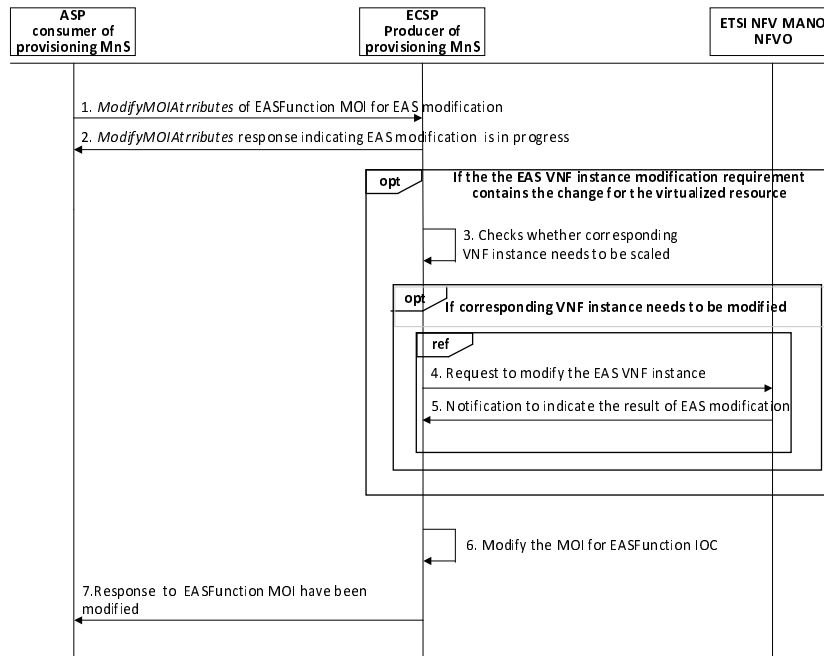 ASP
consumer of
provisioning MnS
ECSP
Producer of
provisioning MnS
ETSI NFV MANO
NFVO
1. ModifyMOIAtrributes of EASFunction MOI for EAS modification
2. ModifyMOIAtrributes response indicating EAS modification is in progress
opt
If the the EAS VNF instance modification requirement
contains the change for the virtualized resource
3. Checks whether corresponding
VNF instance needs to be scaled
opt
If corresponding VNF instance needs to be modified
ref
4. Request to modify the EAS VNF instance
5. Notification to indicate the result of EAS modification
6. Modify the MOI for EASFunction IOC
7.Response to EASFunction MOI have been
modified